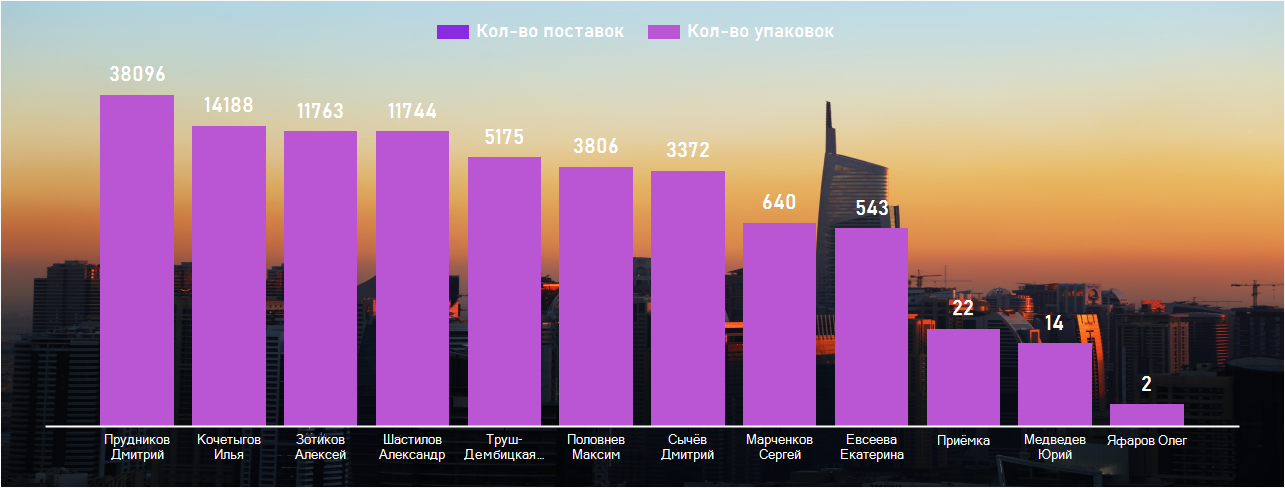 Кол-во поставок Кол-во упаковок
38096
14188
11763
11744
5175
3806
3372
640
543
22
14
2
Прудников
Дмитрий
Кочетыгов
Илья
Зотиков
Алексей
Шастилов
Александр
Труш-
Дембицкая...
Половнев
Максим
Сычёв
Дмитрий
Марченков
Сергей
Евсеева
Екатерина
Приёмка
Медведев
Юрий
Яфаров Олег